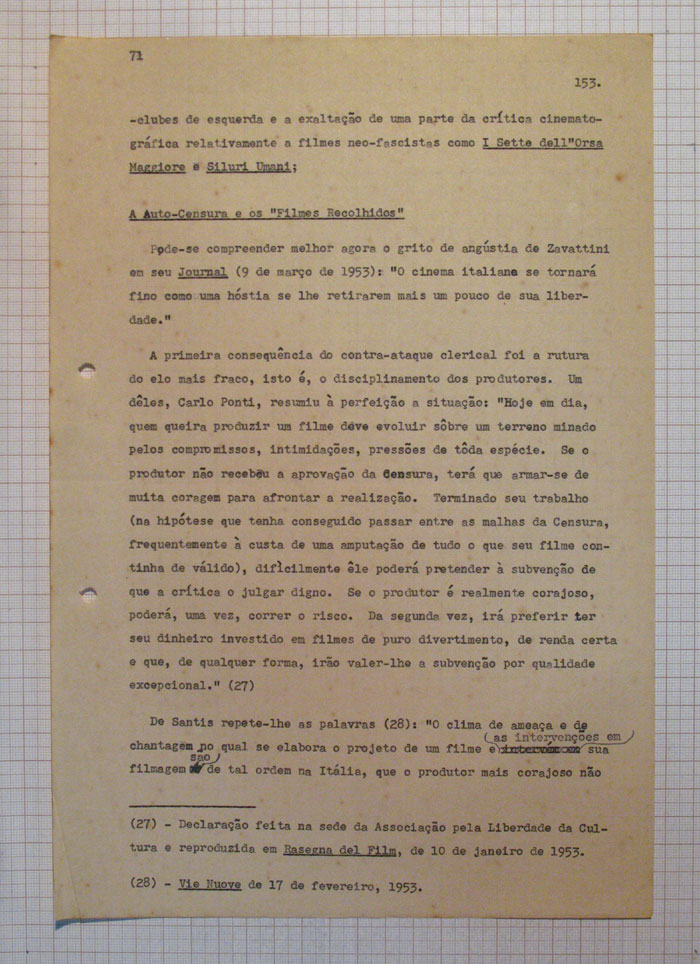 71
153.
-clubes de esquerda e a exaltação de uma parte da crítica cinemato-
gráfica relativamente a filmes neo-fascistas como I Sette dell"Orsa
Maggiore e Siluri Umani;
A Auto-Censura e os "Filmes Recolhidos"
Pode-se compreender melhor agora o grito de angústia de Zavattini
em seu Journal (9 de março de 1953): "O cinema italiano se tornará
fino como uma hóstia se lhe retirarem mais um pouco de sua liber-
dade."
A primeira consequência do contra-ataque clerical foi a rutura
do elo mais fraco, isto é, o disciplinamento dos produtores. Um
dêles, Carlo Ponti, resumiu à perfeição a situação: "Hoje em dia,
quem queira produzir um filme deve evoluir sôbre um terreno minado
pelos compromissos, intimidações, pressões de tôda espécie. Se o
produtor não recebeu a aprovação da Censura, terá que armar-se de
muita coragem para afrontar a realização. Terminado seu trabalho
(na hipótese que tenha conseguido passar entre as malhas da Censura,
frequentemente à custa de uma amputação de tudo o que seu filme con-
tinha de válido), difìcilmente êle poderá pretender à subvenção de
que a crítica o julgar digno. Se o produtor é realmente corajoso,
poderá, uma vez, correr o risco. Da segunda vez, irá preferir ter
seu dinheiro investido em filmes de puro divertimento, de renda certa
e que, de qualquer forma, irão valer-lhe a subvenção por qualidade
excepcional." (27)
De Santis repete-lhe as palavras (28): "O clima de ameaça e de
as intervenções em
chantagem no qual se elabora o projeto de um filme e sua
são
filmagem de tal ordem na Itália, que o produtor mais corajoso não
(27) - Declaração feita na sede da Associação pela Liberdade da Cul-
tura e reproduzida em Rasegna del Film, de 10 de janeiro de 1953.
(28) - Vie Nuove de 17 de fevereiro, 1953.